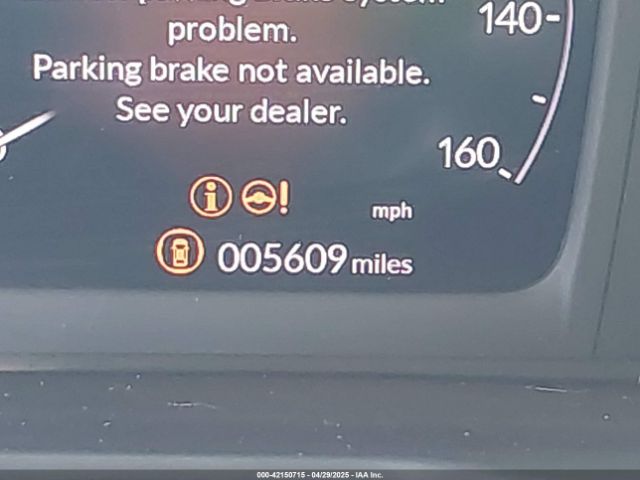 problem.
Parking brake not available.
See your dealer.
140
160
mph
005609 miles
000-42150715 - 04/29/2025 - IAA Inc.